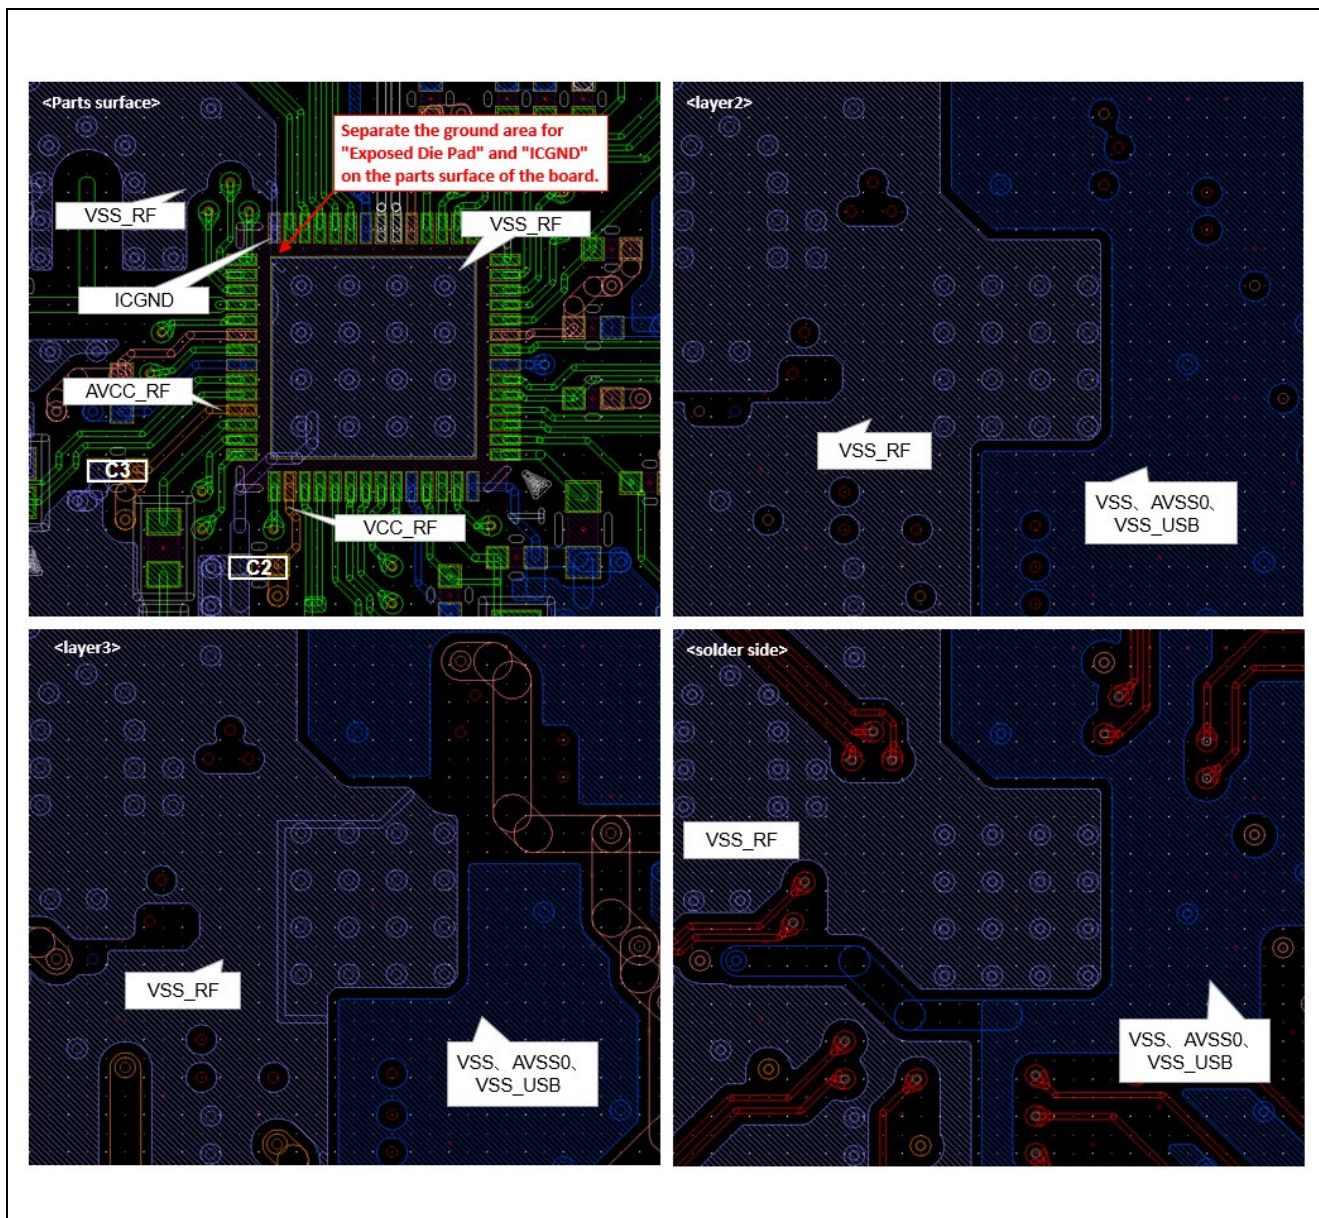 <Parts surface>
Separate the ground area for
"Exposed Die Pad" and "ICGND"
on the parts surface of the board.
VSS_RF
VSS_RF
ICGND
AVCC_RF
C3
VCC_RF
C2
<layer2>
VSS_RF
VSS、AVSS0、
VSS_USB
<layer3>
VSS_RF
VSS、AVSS0、
VSS_USB
<solder side>
VSS_RF
VSS、AVSS0、
VSS_USB